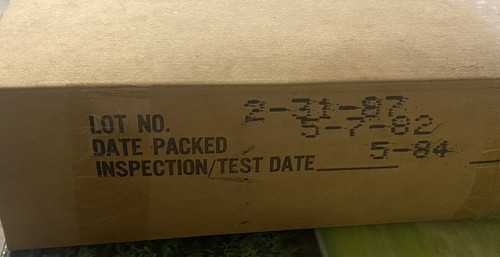 LOT NO. 2-31-87
DATE PACKED 5-7-82
INSPECTION/TEST DATE 5-84